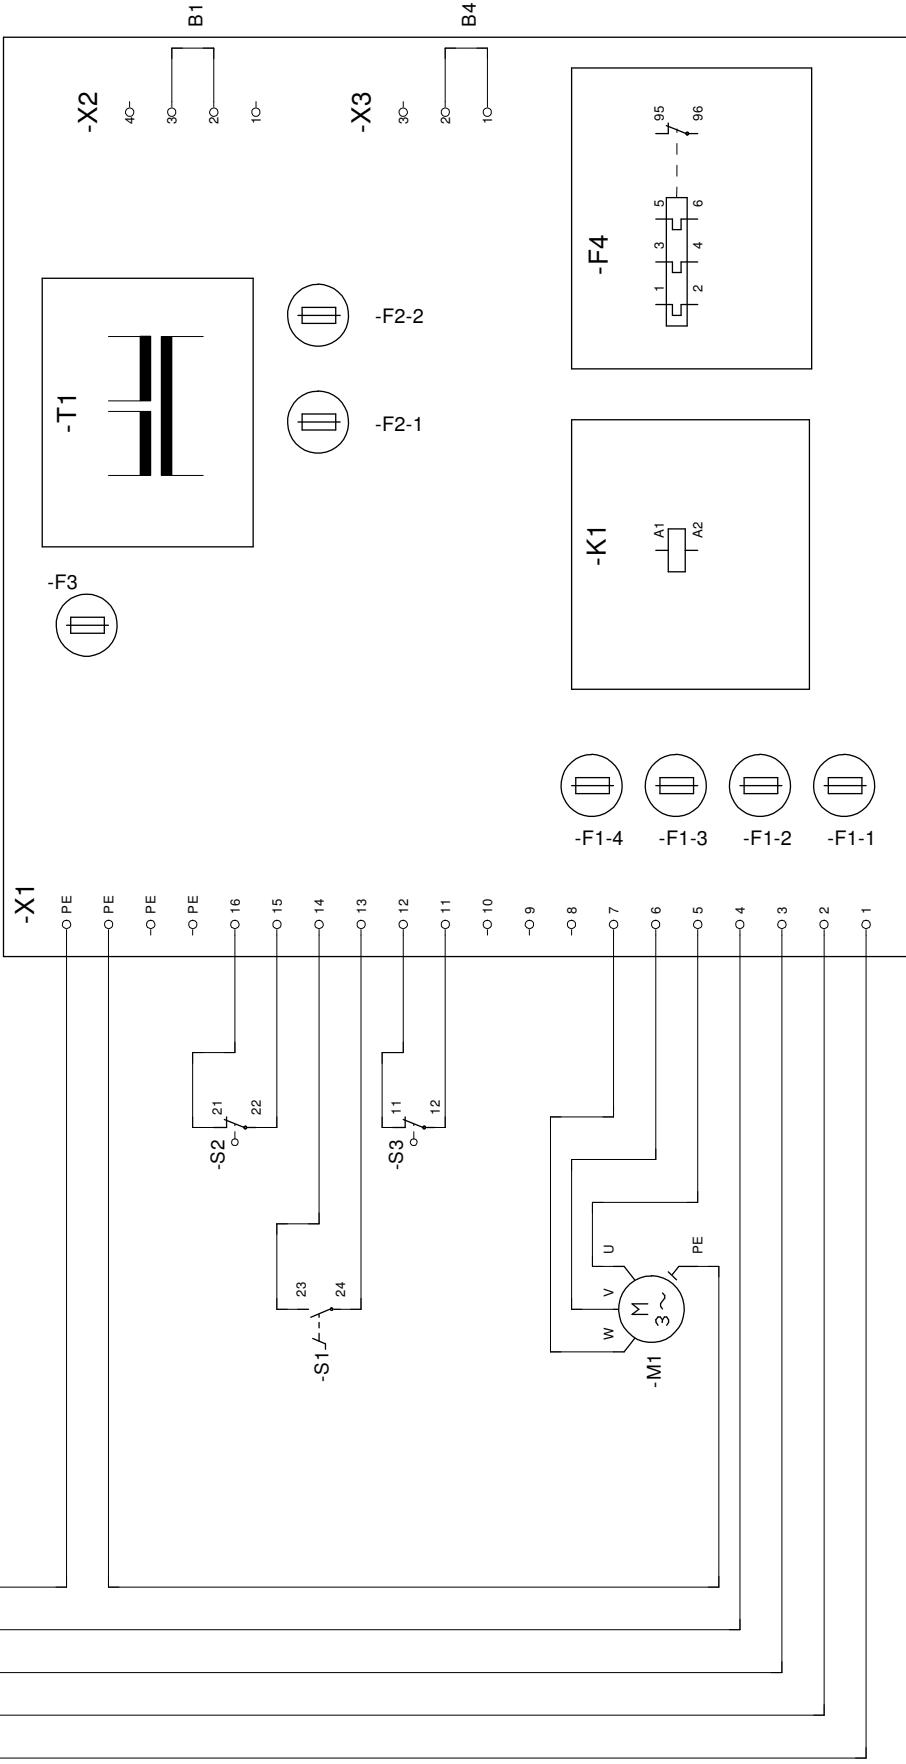 B1
B4
-X2
4
3
2
1
-X3
3
2
1
95
96
-F4
5
6
3
4
1
2
-T1
-F2-2
-F2-1
-F3
-K1
A1
A2
-F1-4
-F1-3
-F1-2
-F1-1
-X1
PE
PE
PE
PE
16
15
14
13
12
11
10
9
8
7
6
5
4
3
2
1
21
22
-S2
11
12
-S3
23
24
-S1
U
V
W
PE
M
3~
-M1